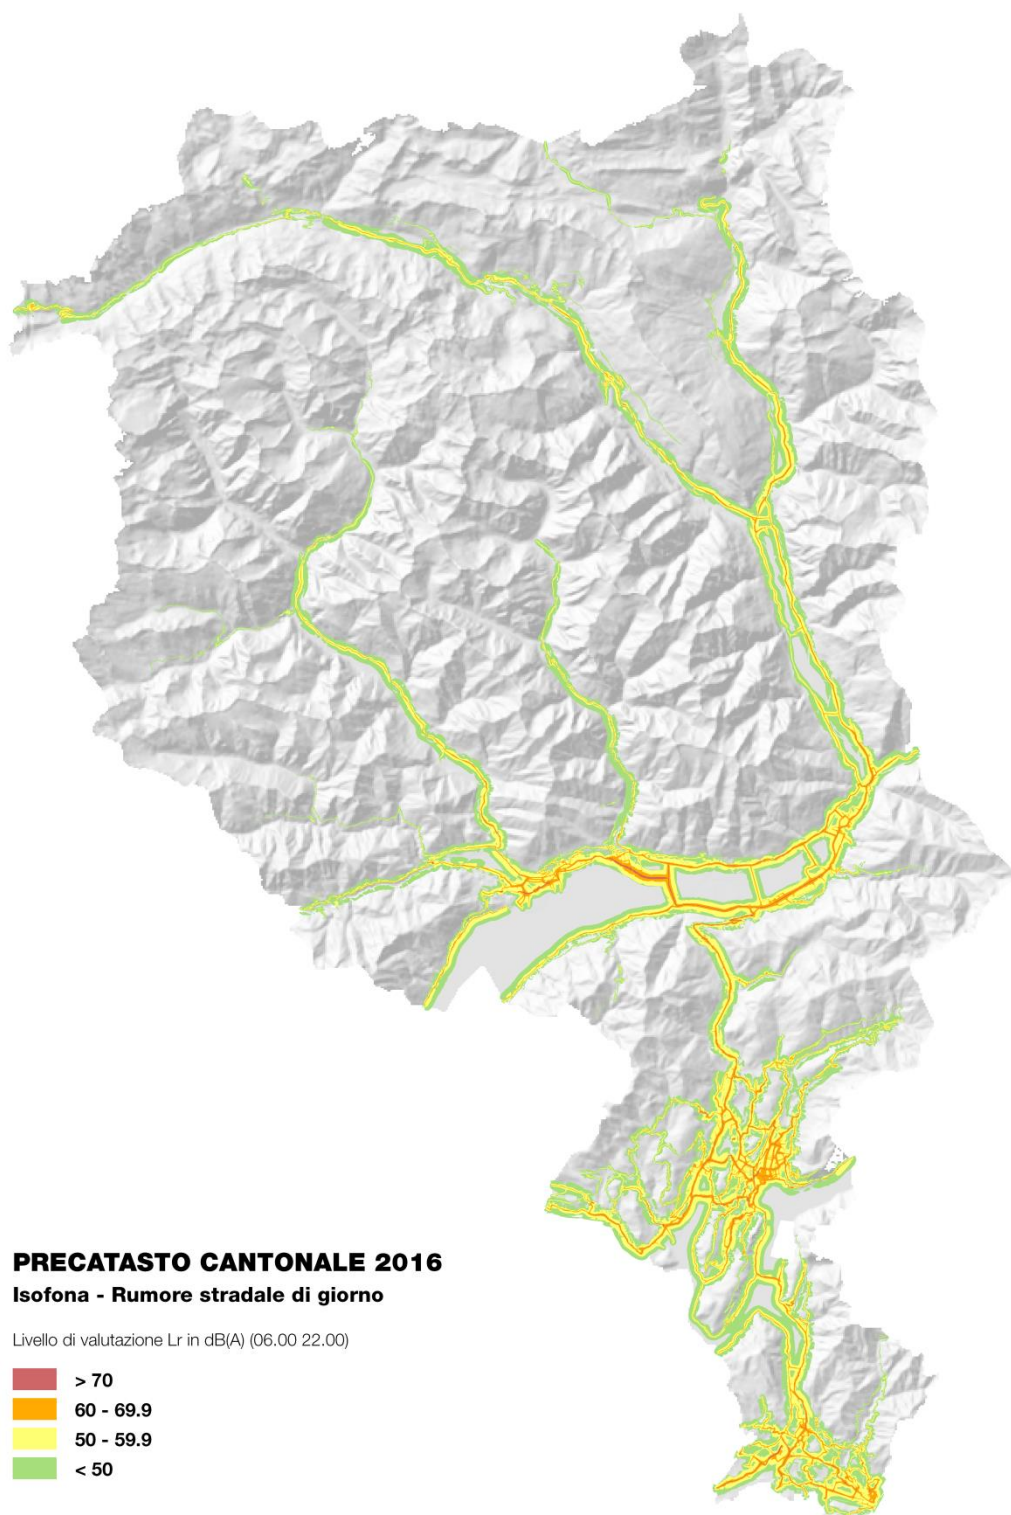 PRECATASTO CANTONALE 2016
Isofona - Rumore stradale di giorno
Livello di valutazione Lr in dB(A) (06.00 22.00)
> 70
60 - 69.9
50 - 59.9
< 50